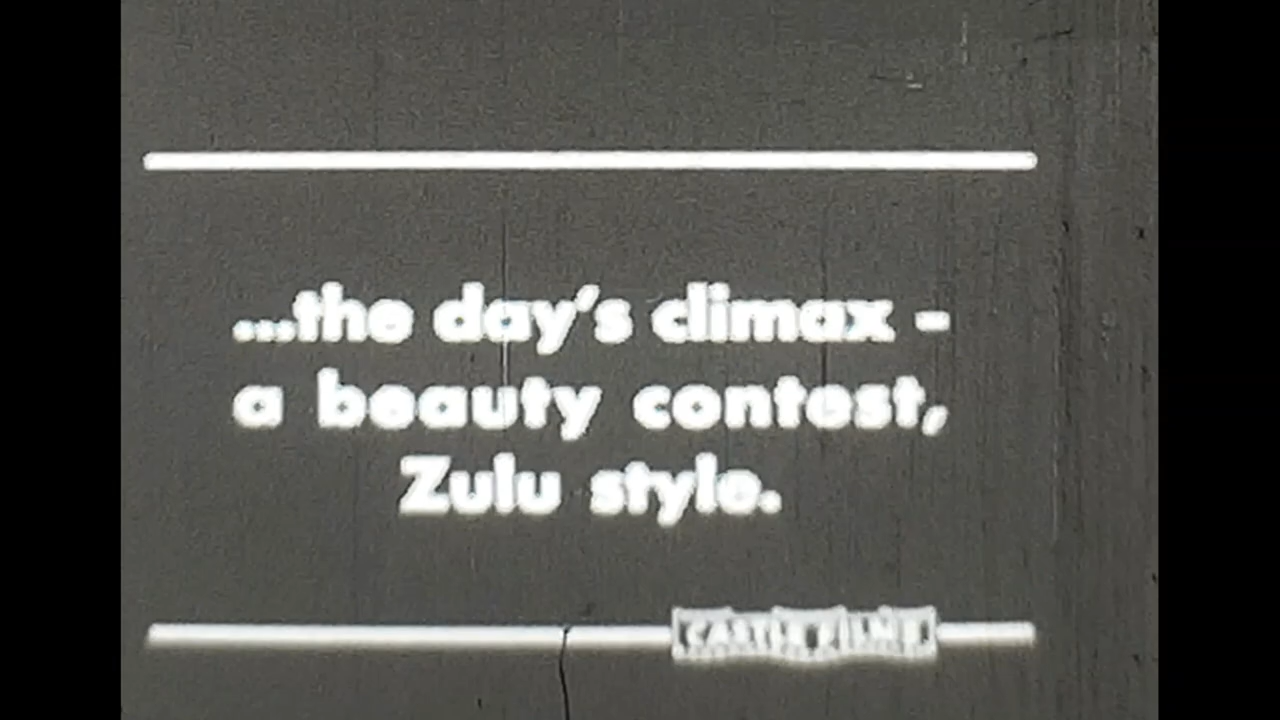 ...the day's climax -
a beauty contest,
Zulu style.
CASTLE FILMS